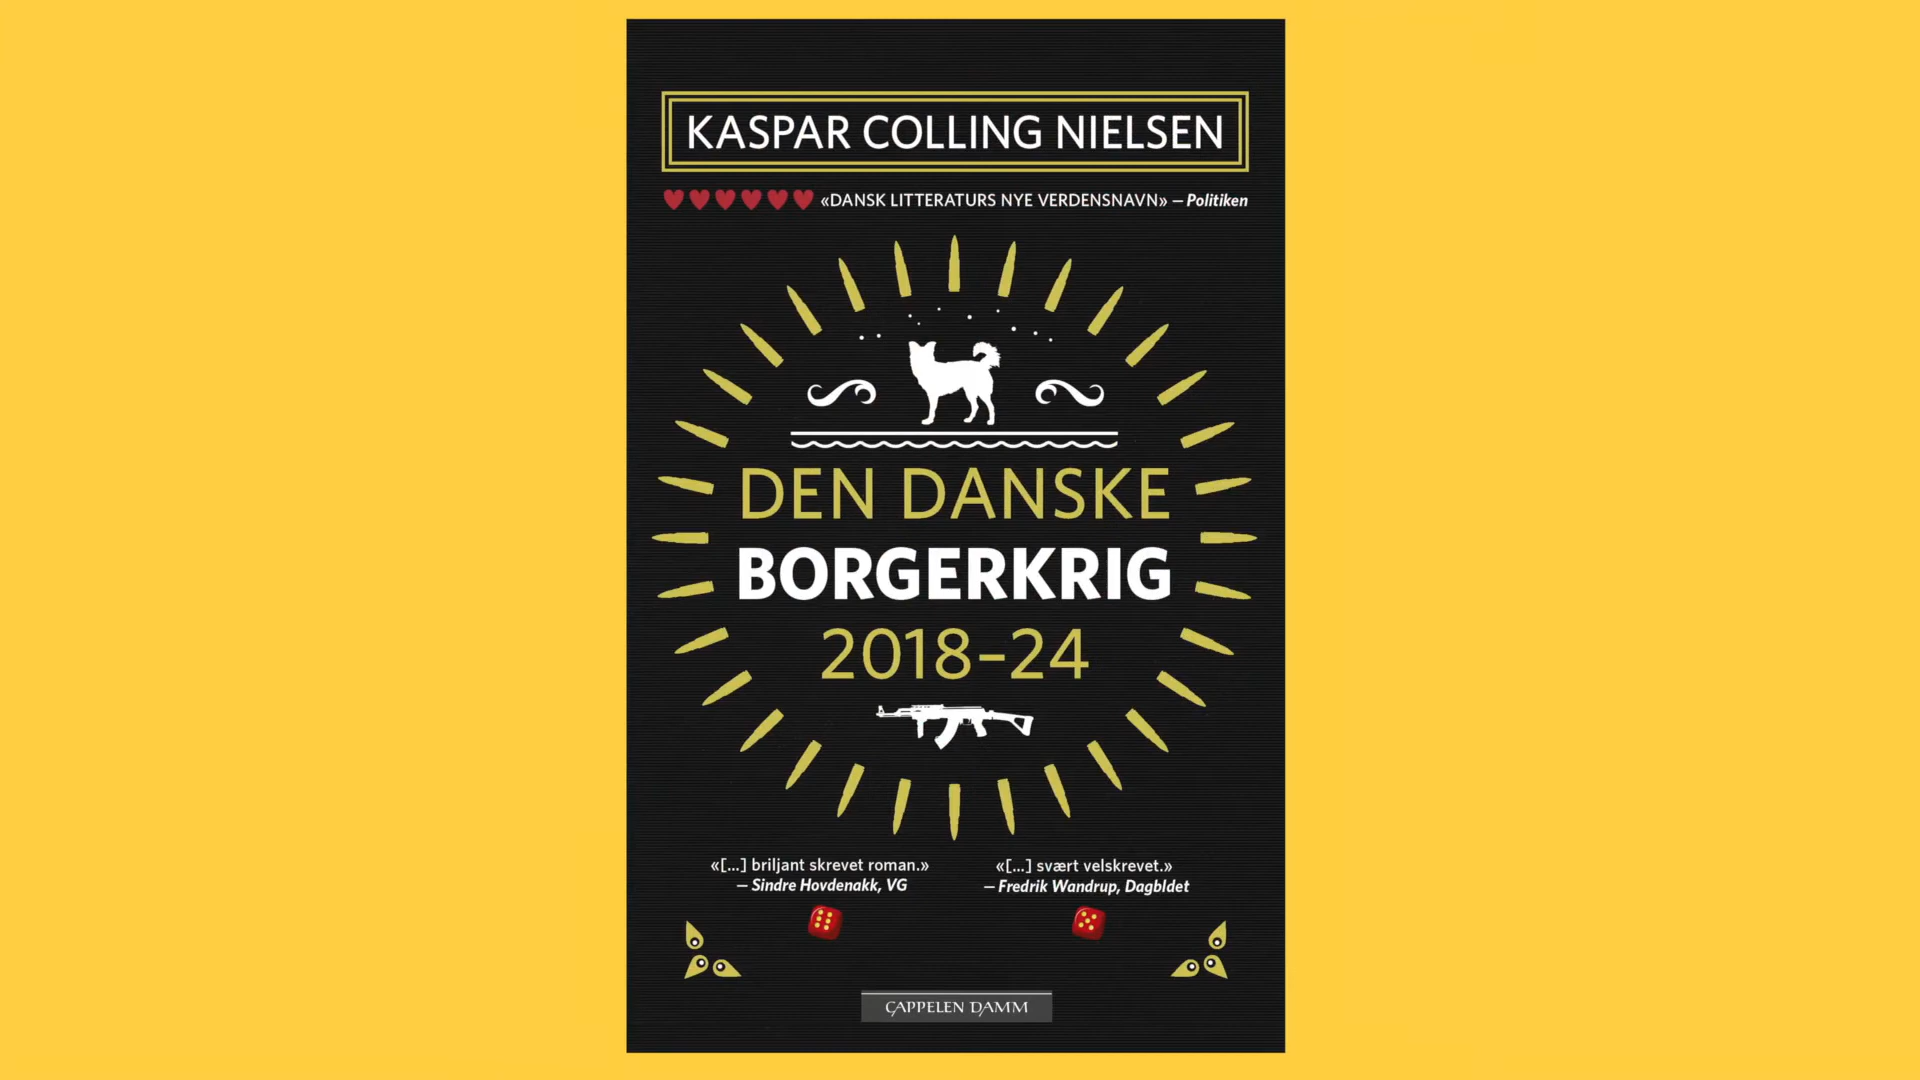 KASPAR COLLING NIELSEN
«DANSK LITTERATURS NYE VERDENSNAVN» – Politiken
DEN DANSKE
BORGERKRIG
2018-24
«[...] briljant skrevet roman.»
– Sindre Hovdenakk, VG
«[...] svært velskrevet.»
– Fredrik Wandrup, Dagbldet
CAPPELEN DAMM